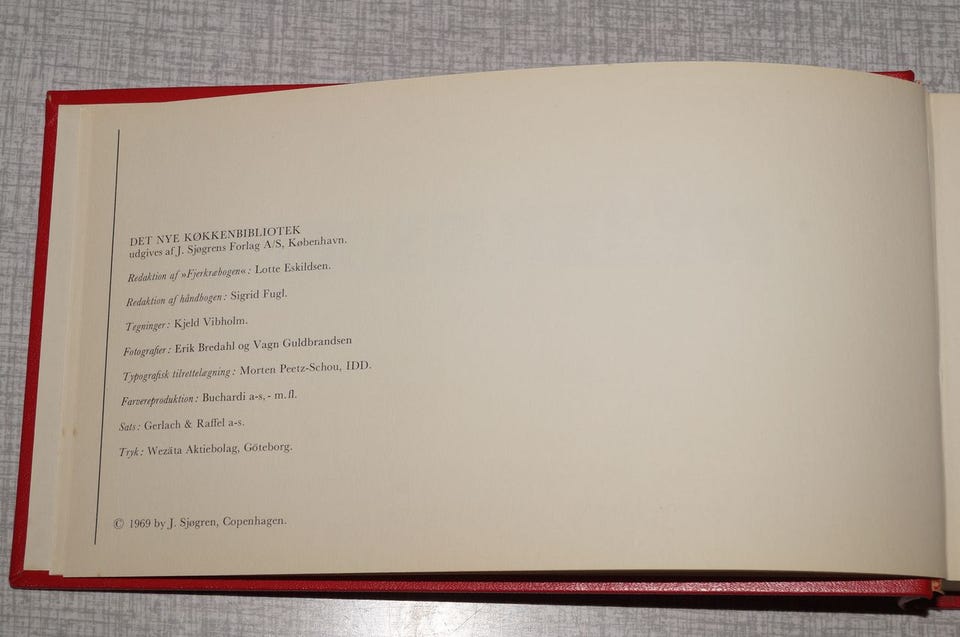 DET NYE KØKKENBIBLIOTEK
udgives af J. Sjøgrens Forlag A/S, København.
Redaktion af »Fjerkræbogen«: Lotte Eskildsen.
Redaktion af håndbogen: Sigrid Fugl.
Tegninger: Kjeld Vibholm.
Fotografier: Erik Bredahl og Vagn Guldbrandsen
Typografisk tilrettelægning: Morten Peetz-Schou, IDD.
Farvereproduktion: Buchardi a-s,- m.fl.
Sats: Gerlach & Raffel a-s.
Tryk: Wezäta Aktiebolag, Göteborg.
© 1969 by J. Sjøgren, Copenhagen.